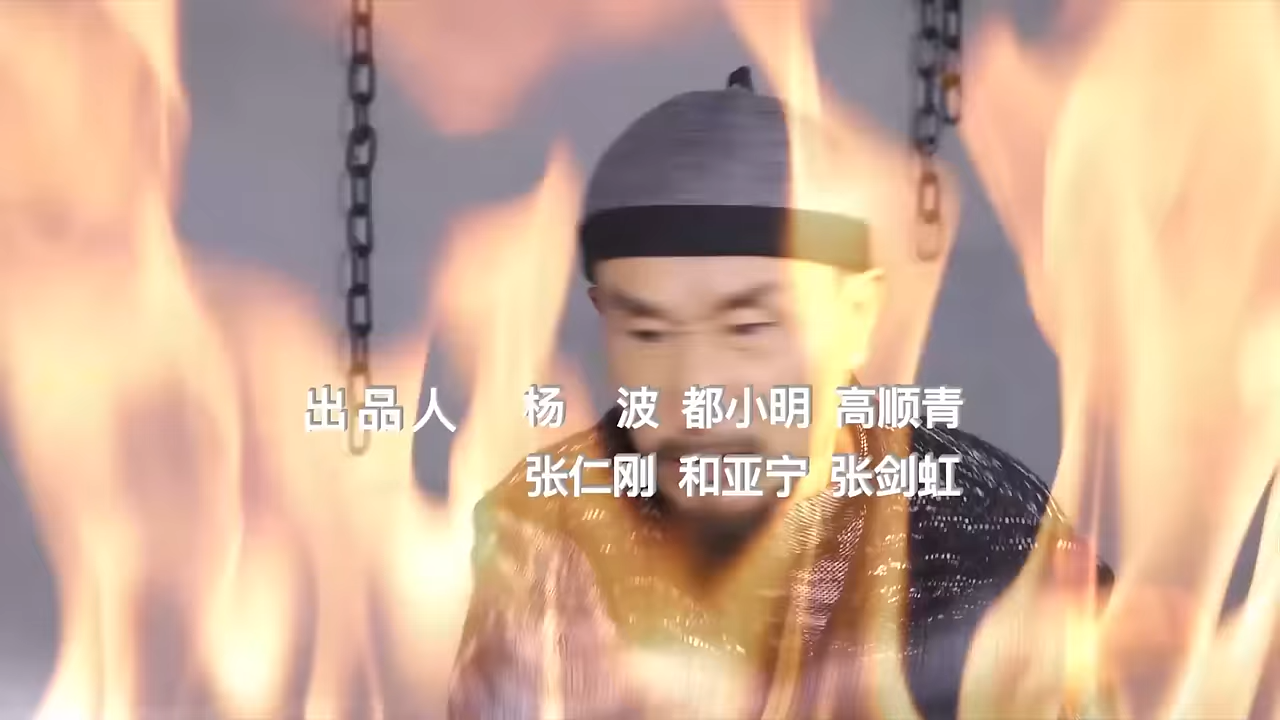 出品人 杨 波 都小明 高顺青
张仁刚 和亚宁 张剑虹